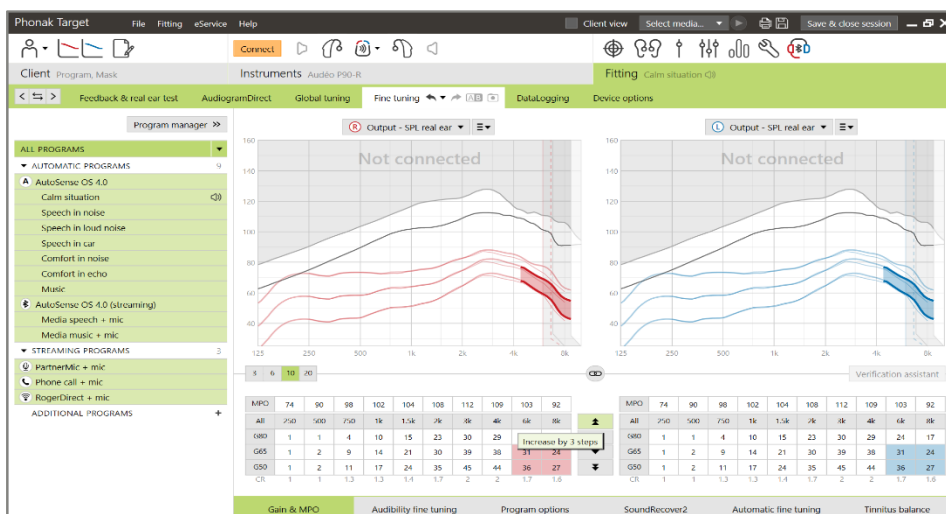 Phonak Target File Fitting eService Help Client view Select media... Save & close session
Connect
Client Program, Mask Instruments Audéo P90-R Fitting Calm situation
Feedback & real ear test AudiogramDirect Global tuning Fine tuning AB DataLogging Device options
Program manager
ALL PROGRAMS
AUTOMATIC PROGRAMS 9
A AutoSense OS 4.0
Calm situation
Speech in noise
Speech in loud noise
Speech in car
Comfort in noise
Comfort in echo
Music
AutoSense OS 4.0 (streaming)
Media speech + mic
Media music + mic
STREAMING PROGRAMS 3
PartnerMic + mic
Phone call + mic
RogerDirect + mic
ADDITIONAL PROGRAMS +
R Output - SPL real ear
160
Not connected
140
120
100
80
60
40
125 250 500 1k 2k 4k 8k
L Output - SPL real ear
160
Not connected
140
120
100
80
60
40
125 250 500 1k 2k 4k 8k
3 6 10 20 Verification assistant
MPO 74 90 98 102 104 108 112 109 103 92
All 250 500 750 1k 1.5k 2k 3k 4k 6k 8k
G80 1 1 4 10 15 23 30 29
G65 1 2 9 14 21 30 39 38 31 24
G50 1 2 11 17 24 35 45 44 36 27
CR 1 1 1.3 1.3 1.4 1.7 2 2 1.7 1.6
Increase by 3 steps
MPO 74 90 98 102 104 108 112 109 103 92
All 250 500 750 1k 1.5k 2k 3k 4k 6k 8k
G80 1 1 4 10 15 23 30 29 24 17
G65 1 2 9 14 21 30 39 38 31 24
G50 1 2 11 17 24 35 45 44 36 27
CR 1 1 1.3 1.3 1.4 1.7 2 2 1.7 1.6
Gain & MPO Audibility fine tuning Program options SoundRecover2 Automatic fine tuning Tinnitus balance